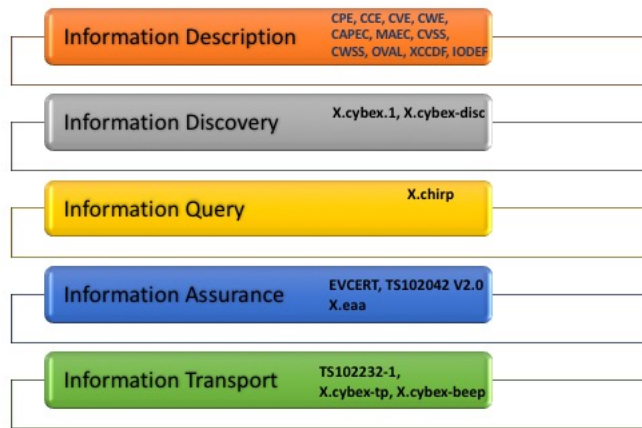 Information Description
CPE, CCE, CVE, CWE,
CAPEC, MAEC, CVSS,
CWSS, OVAL, XCCDF, IODEF
Information Discovery
X.cybex.1, X.cybex-disc
Information Query
X.chirp
Information Assurance
EVCERT, TS102042 V2.0
X.eaa
Information Transport
TS102232-1,
X.cybex-tp, X.cybex-beep